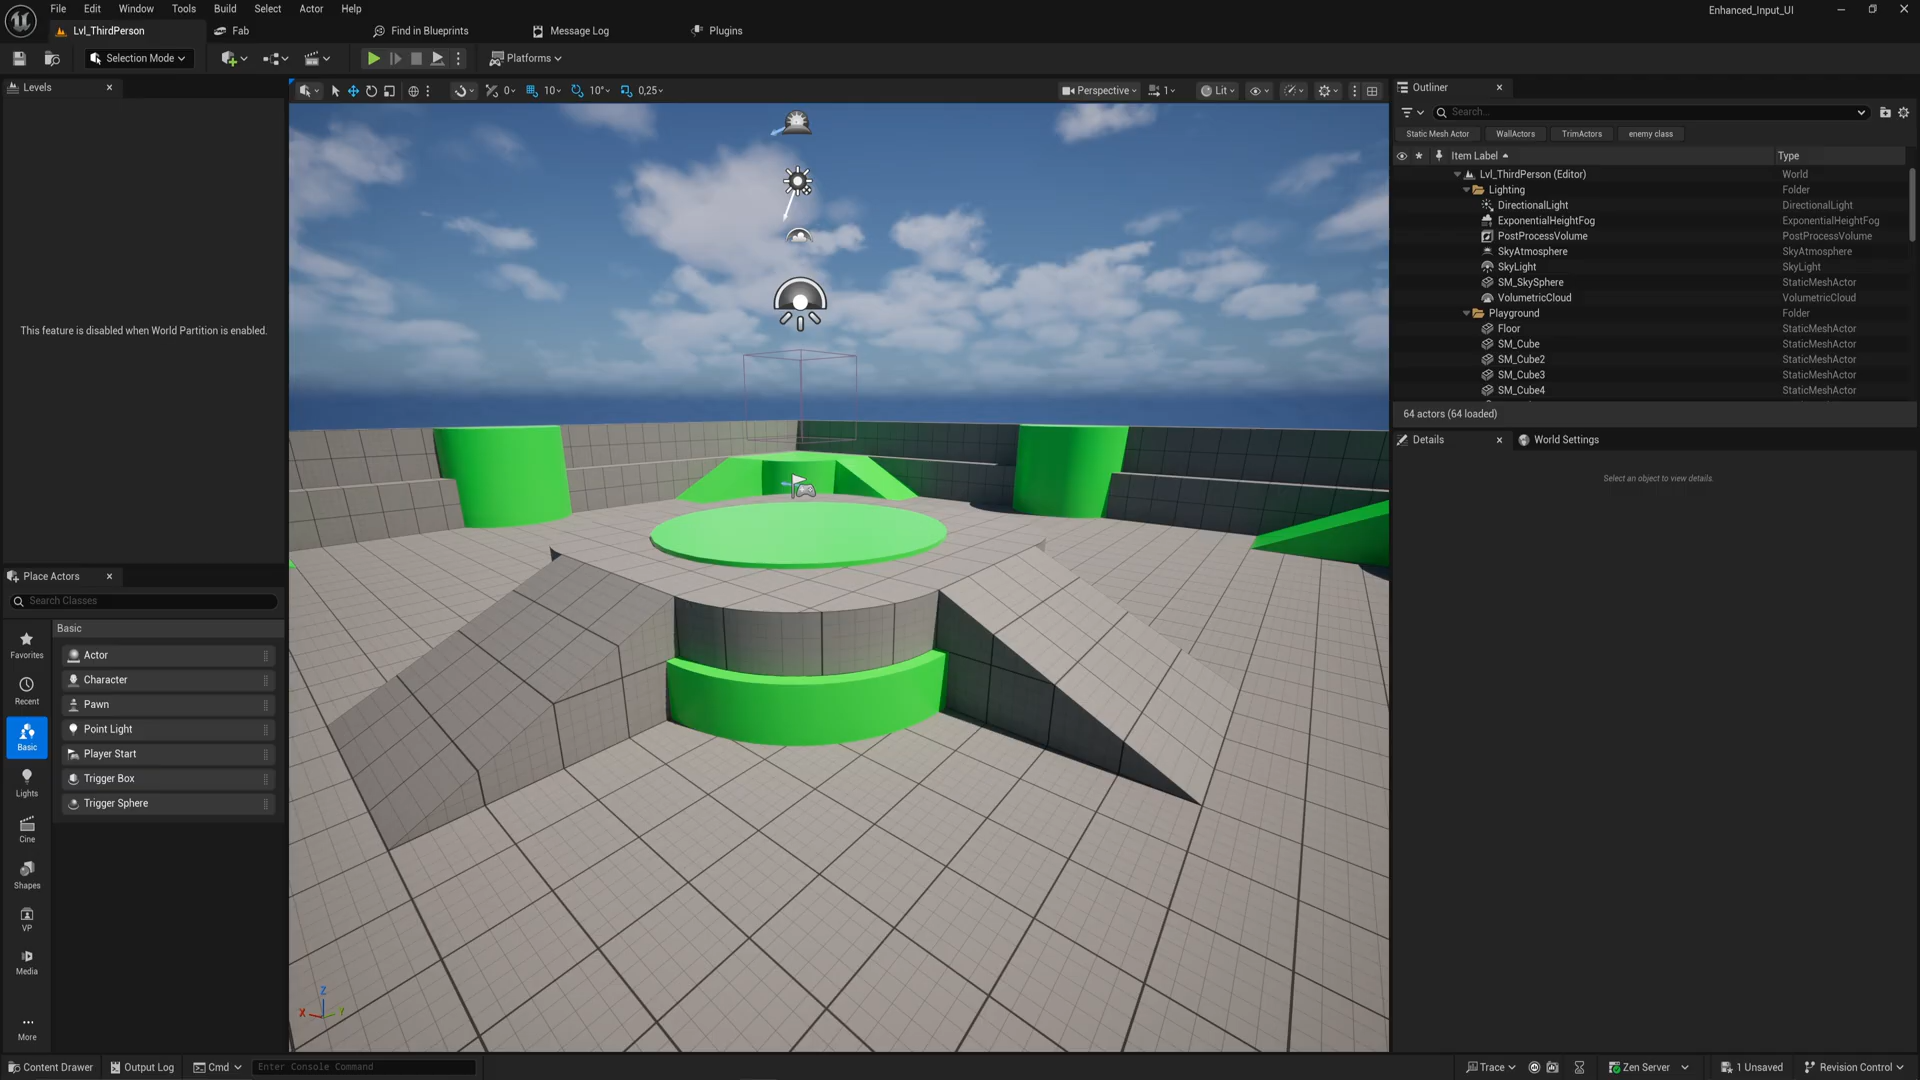 File Edit Window Tools Build Select Actor Help
Enhanced_Input_UI
Lvl_ThirdPerson
Fab
Find in Blueprints
Message Log
Plugins
Selection Mode
Platforms
Levels
This feature is disabled when World Partition is enabled.
0
10
10°
0,25
Perspective
1
Lit
Outliner
Search...
Static Mesh Actor
WallActors
TrimActors
enemy class
Item Label
Type
Lvl_ThirdPerson (Editor) World
Lighting Folder
DirectionalLight DirectionalLight
ExponentialHeightFog ExponentialHeightFog
PostProcessVolume PostProcessVolume
SkyAtmosphere SkyAtmosphere
SkyLight SkyLight
SM_SkySphere StaticMeshActor
VolumetricCloud VolumetricCloud
Playground Folder
Floor StaticMeshActor
SM_Cube StaticMeshActor
SM_Cube2 StaticMeshActor
SM_Cube3 StaticMeshActor
SM_Cube4 StaticMeshActor
64 actors (64 loaded)
Details
World Settings
Select an object to view details.
Place Actors
Search Classes
Favorites
Recent
Basic
Lights
Cine
Shapes
VP
Media
More
Basic
Actor
Character
Pawn
Point Light
Player Start
Trigger Box
Trigger Sphere
Z
X
Y
Content Drawer
Output Log
Cmd
Enter Console Command
Trace
Zen Server
1 Unsaved
Revision Control